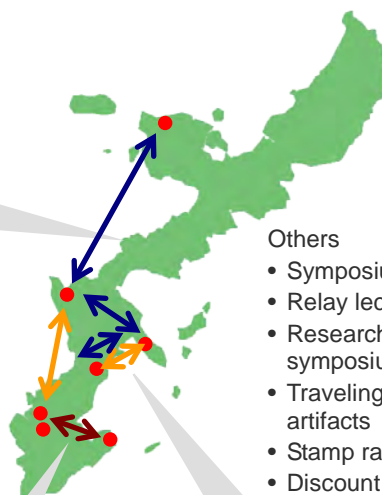 Others
• Symposiu
• Relay lec
• Research
symposiu
• Traveling
artifacts
• Stamp ra
• Discount